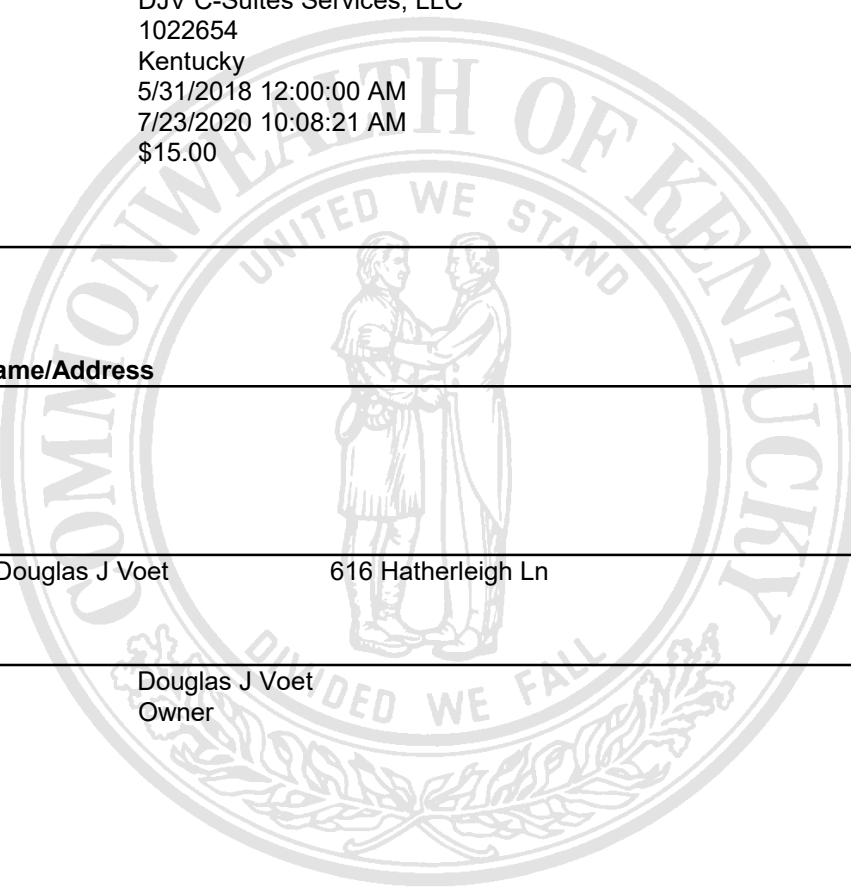 DJV C-Suites Services, LLC
1022654
Kentucky
5/31/2018 12:00:00 AM
7/23/2020 10:08:21 AM
$15.00
ame/Address
Douglas J Voet 616 Hatherleigh Ln
Douglas J Voet
Owner
COMMONWEALTH OF KENTUCKY
UNITED WE STAND
DIVIDED WE FALL